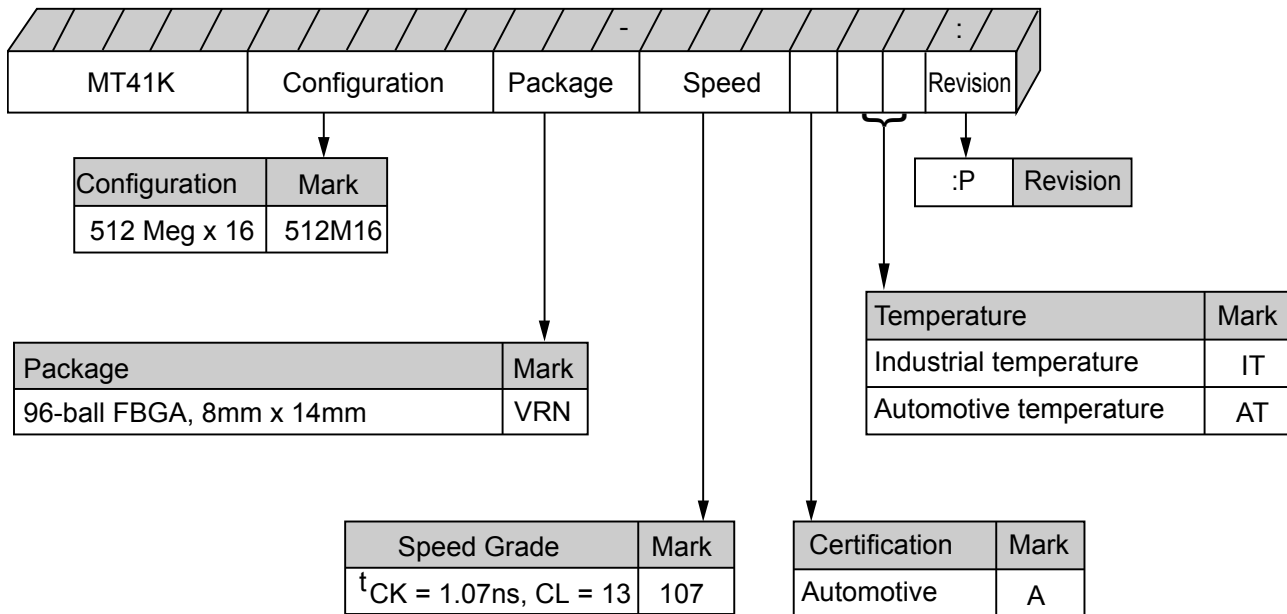 - :
MT41K Configuration Package Speed Revision
Configuration Mark
512 Meg x 16 512M16
:P Revision
Temperature Mark
Industrial temperature IT
Automotive temperature AT
Package Mark
96-ball FBGA, 8mm x 14mm VRN
Speed Grade Mark
tCK = 1.07ns, CL = 13 107
Certification Mark
Automotive A